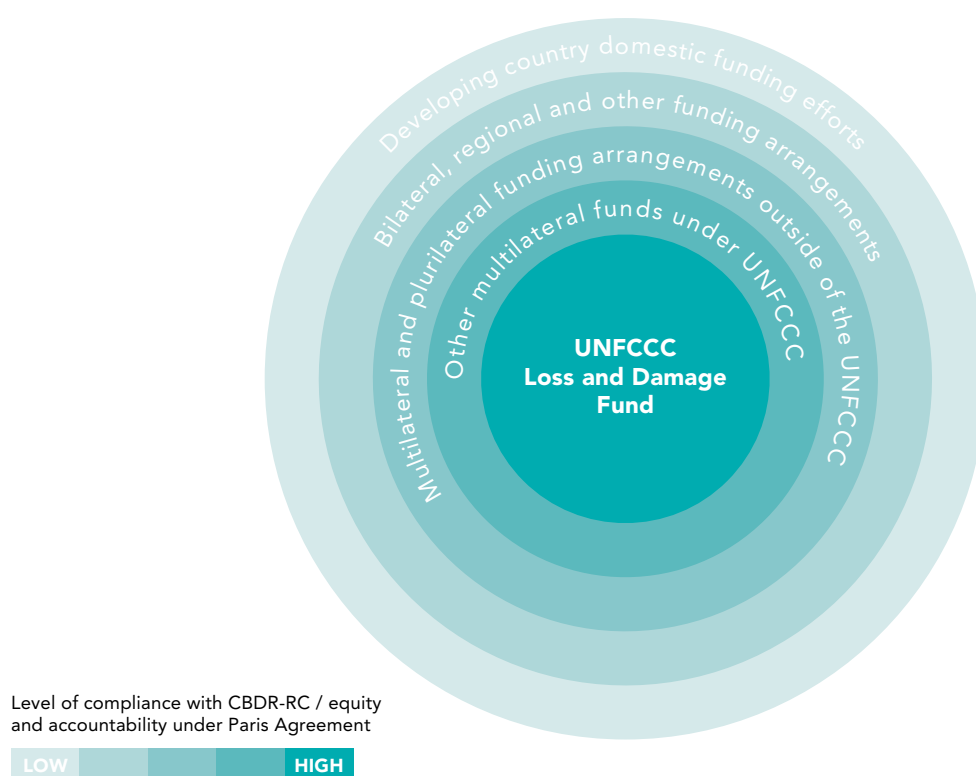 Developing country domestic funding efforts
Bilateral, regional and other funding arrangements
Multilateral and plurilateral funding arrangements outside of the UNFCCC
Other multilateral funds under UNFCCC
UNFCCC
Loss and Damage
Fund
Level of compliance with CBDR-RC / equity
and accountability under Paris Agreement
LOW HIGH